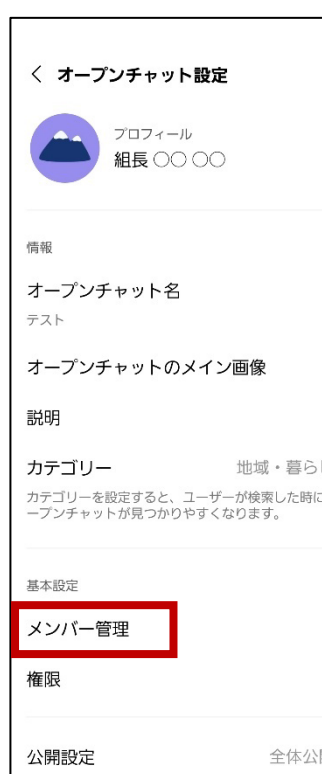 く オープンチャット設定
プロフィール
組長 〇〇 〇〇
情報
オープンチャット名
テスト
オープンチャットのメイン画像
説明
カテゴリー 地域・暮ら
カテゴリーを設定すると、ユーザーが検索した時に
ープンチャットが見つかりやすくなります。
基本設定
メンバー管理
権限
公開設定 全体公